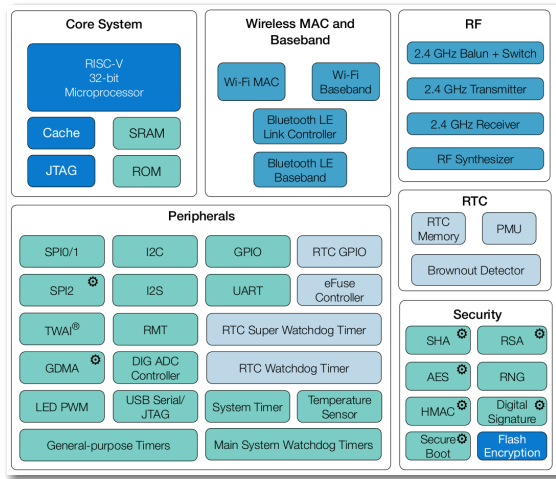 Core System
RISC-V
32-bit
Microprocessor
Cache
SRAM
JTAG
ROM
Wireless MAC and
Baseband
Wi-Fi MAC
Wi-Fi
Baseband
Bluetooth LE
Link Controller
Bluetooth LE
Baseband
RF
2.4 GHz Balun + Switch
2.4 GHz Transmitter
2.4 GHz Receiver
RF Synthesizer
RTC
RTC
Memory
PMU
Brownout Detector
Peripherals
SPI0/1
I2C
GPIO
RTC GPIO
SPI2
I2S
UART
eFuse
Controller
TWAI®
RMT
RTC Super Watchdog Timer
GDMA
DIG ADC
Controller
RTC Watchdog Timer
LED PWM
USB Serial/
JTAG
System Timer
Temperature
Sensor
General-purpose Timers
Main System Watchdog Timers
Security
SHA
RSA
AES
RNG
HMAC
Digital
Signature
Secure
Boot
Flash
Encryption